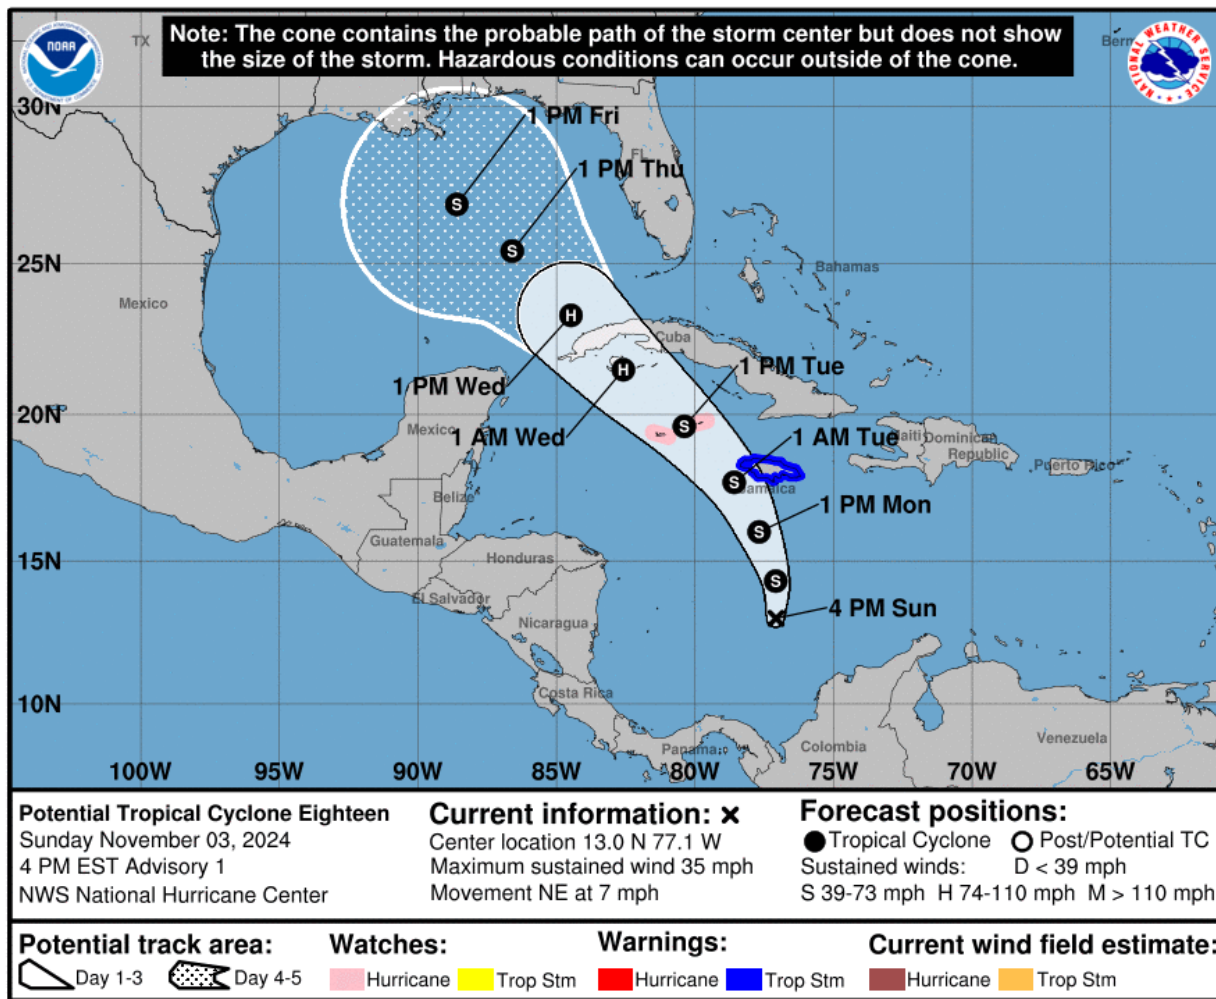 Note: The cone contains the probable path of the storm center but does not show
the size of the storm. Hazardous conditions can occur outside of the cone.
NOAA
NATIONAL WEATHER SERVICE
TX
30N
1 PM Fri
FL
1 PM Thu
25N
Bahamas
Mexico
H
S
S
Cuba
1 PM Tue
1 PM Wed
H
20N
Mexico
1 AM Wed
S
1 AM Tue
Haiti
Dominican
Republic
Puerto Rico
S
Jamaica
Belize
1 PM Mon
S
Guatemala
Honduras
15N
S
El Salvador
4 PM Sun
Nicaragua
Costa Rica
10N
Panama
Colombia
Venezuela
100W 95W 90W 85W 80W 75W 70W 65W
Potential Tropical Cyclone Eighteen
Sunday November 03, 2024
4 PM EST Advisory 1
NWS National Hurricane Center
Current information: ×
Center location 13.0 N 77.1 W
Maximum sustained wind 35 mph
Movement NE at 7 mph
Forecast positions:
Tropical Cyclone Post/Potential TC
Sustained winds: D < 39 mph
S 39-73 mph H 74-110 mph M > 110 mph
Potential track area:
Day 1-3 Day 4-5
Watches:
Hurricane Trop Stm
Warnings:
Hurricane Trop Stm
Current wind field estimate:
Hurricane Trop Stm